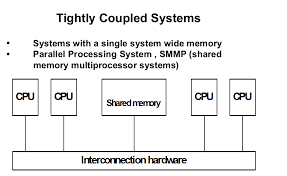 Tightly Coupled Systems
• Systems with a single system wide memory
• Parallel Processing System , SMMP (shared
memory multiprocessor systems)
CPU CPU Shared memory CPU CPU
Interconnection hardware